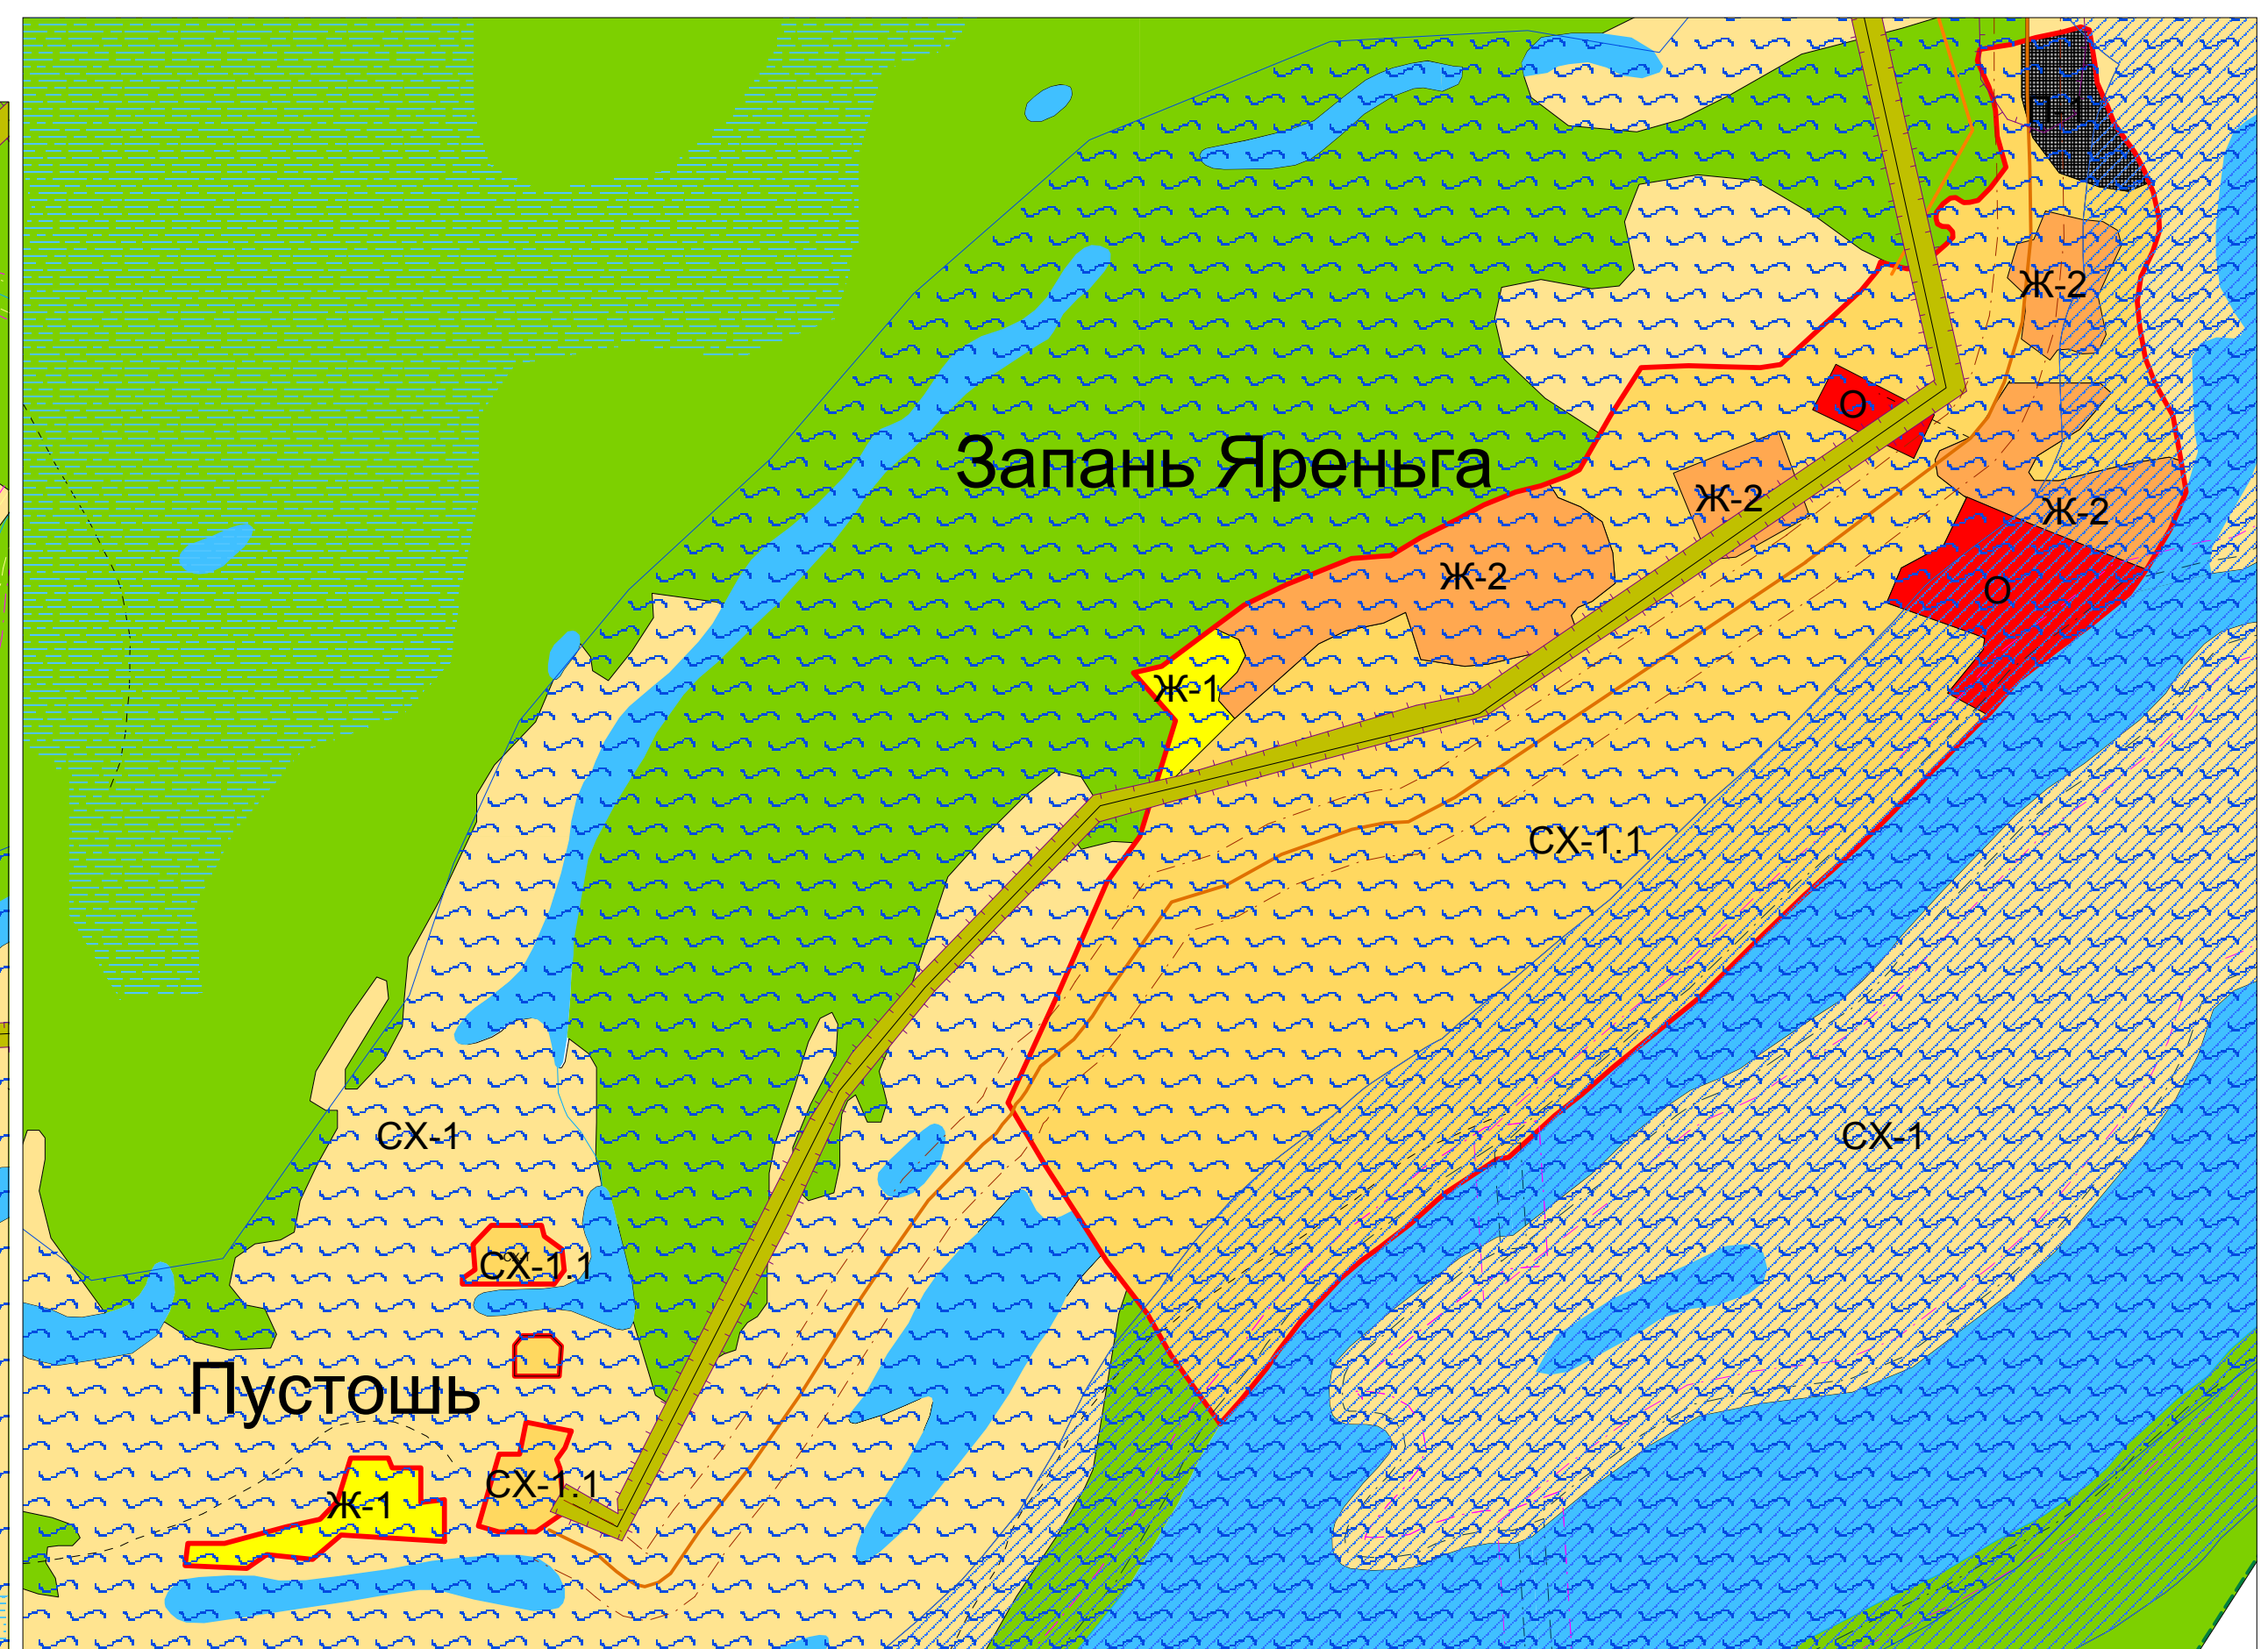 П-1
Ж-2
О
Запань Яреньга
Ж-2
Ж-2
Ж-2
О
Ж-1
СХ-1.1
СХ-1
СХ-1
СХ-1.1
Пустошь
СХ-1.1
Ж-1